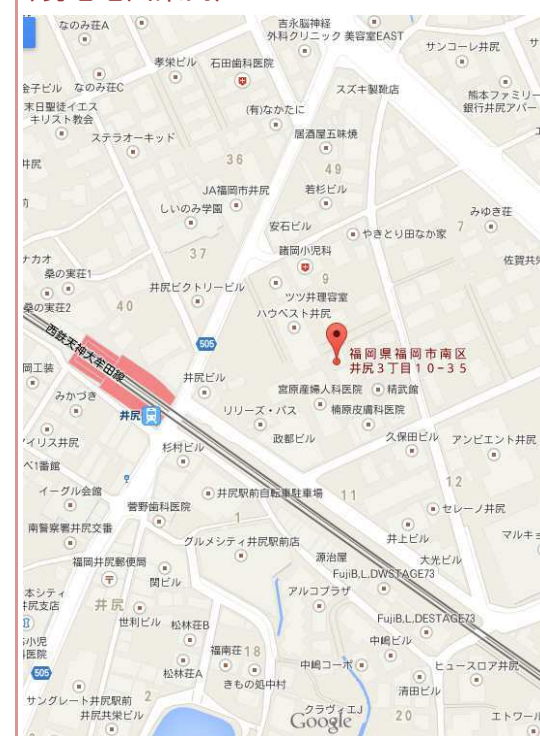 なのみ荘A
吉永脳神経
外科クリニック
美容室EAST
サンコーレ井尻
孝栄ビル
石田歯科医院
金子ビル
なのみ荘C
末日聖徒イエス
キリスト教会
(有)なかたに
スズキ製靴店
熊本ファミリー
銀行井尻アパー
ステラオーキッド
居酒屋五味焼
36
49
JA福岡市井尻
若杉ビル
しいのみ学園
みゆき荘
7
安石ビル
やきとり田なか家
37
諸岡小児科
佐賀共
ナカオ
桑の実荘1
9
井尻ビクトリービル
ツツ井理容室
桑の実荘2
40
ハウベスト井尻
西鉄天神大牟田線
505
福岡県福岡市南区
井尻3丁目10-35
岡工装
井尻ビル
宮原産婦人科医院
精武館
みかづき
リリーズ・バス
楠原皮膚科医院
井尻
政都ビル
久保田ビル
アンビエント井尻
イリス井尻
杉村ビル
ペ1番館
12
イーグル会館
井尻駅前自転車駐車場
11
菅野歯科医院
セレーノ井尻
1
南警察署井尻交番
井上ビル
マルキョ
グルメシティ井尻駅前店
源治屋
大光ビル
福岡井尻郵便局
FujiB,L,DWSTAGE73
関ビル
アルコプラザ
本シティ
井尻支店
井尻
世利ビル
松林荘B
FujiB,L,DESTAGE73
小児
医院
中嶋ビル
福南荘
18
505
松林荘A
中嶋コーポ
ヒュースロア井尻
きもの処中村
清田ビル
サングレート井尻駅前
2
井尻共栄ビル
クラヴィエJ
Google
20
エトワール